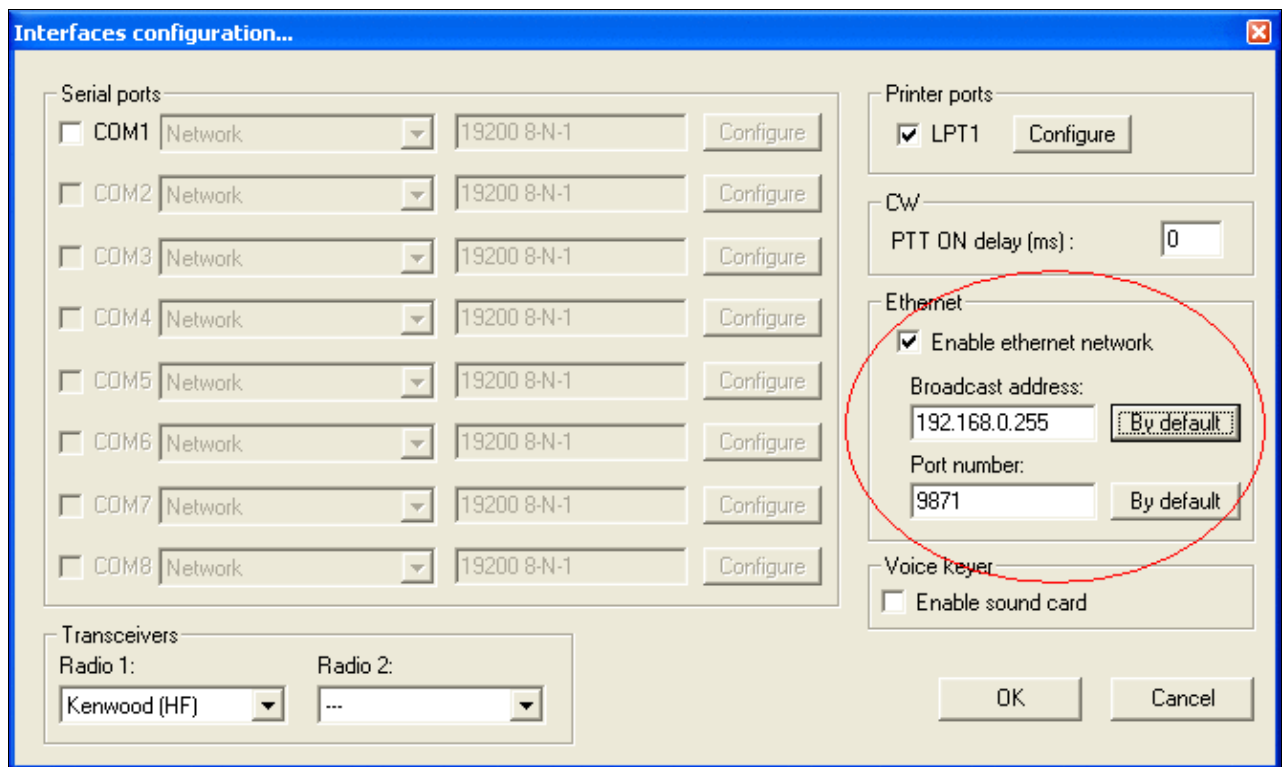 Interfaces configuration...
Serial ports
COM1 Network 19200 8-N-1 Configure
COM2 Network 19200 8-N-1 Configure
COM3 Network 19200 8-N-1 Configure
COM4 Network 19200 8-N-1 Configure
COM5 Network 19200 8-N-1 Configure
COM6 Network 19200 8-N-1 Configure
COM7 Network 19200 8-N-1 Configure
COM8 Network 19200 8-N-1 Configure
Transceivers
Radio 1: Radio 2:
Kenwood (HF) ---
Printer ports
LPT1 Configure
CW
PTT ON delay (ms) : 0
Ethernet
Enable ethernet network
Broadcast address:
192.168.0.255 By default
Port number:
9871 By default
Voice keyer
Enable sound card
OK Cancel